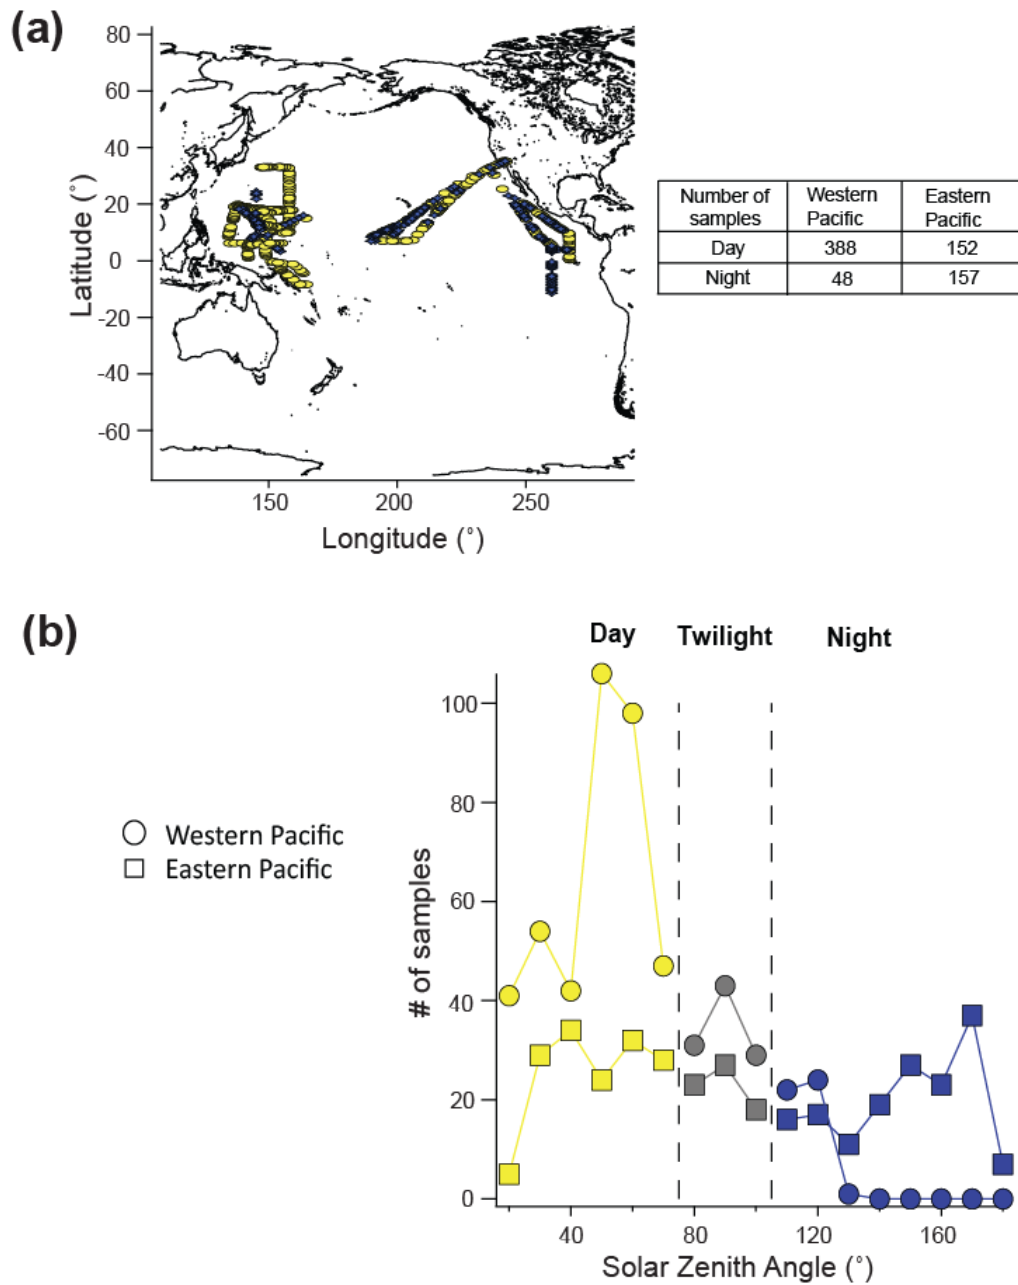 (a)
80
60
40
20
0
-20
-40
-60
Latitude (°)
150
200
250
Longitude (°)
Number of samples
Western Pacific
Eastern Pacific
Day
388
152
Night
48
157
(b)
Day
Twilight
Night
100
80
60
40
20
0
# of samples
Western Pacific
Eastern Pacific
40
80
120
160
Solar Zenith Angle (°)